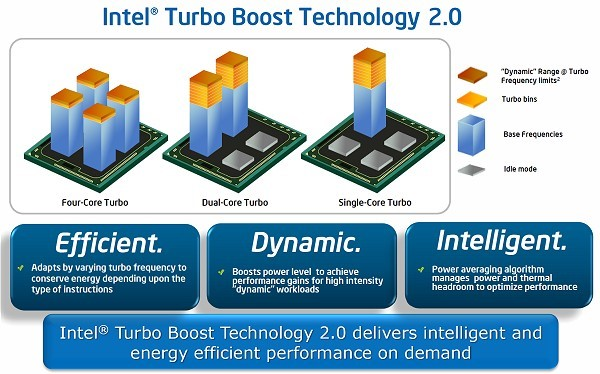 Intel® Turbo Boost Technology 2.0
"Dynamic" Range @ Turbo
Frequency limits²
Turbo bins
Base Frequencies
Idle mode
Four-Core Turbo
Dual-Core Turbo
Single-Core Turbo
Efficient.
✓ Adapts by varying turbo frequency to
conserve energy depending upon the
type of instructions
Dynamic.
✓ Boosts power level to achieve
performance gains for high intensity
"dynamic" workloads
Intelligent.
✓ Power averaging algorithm
manages power and thermal
headroom to optimize performance
Intel® Turbo Boost Technology 2.0 delivers intelligent and
energy efficient performance on demand